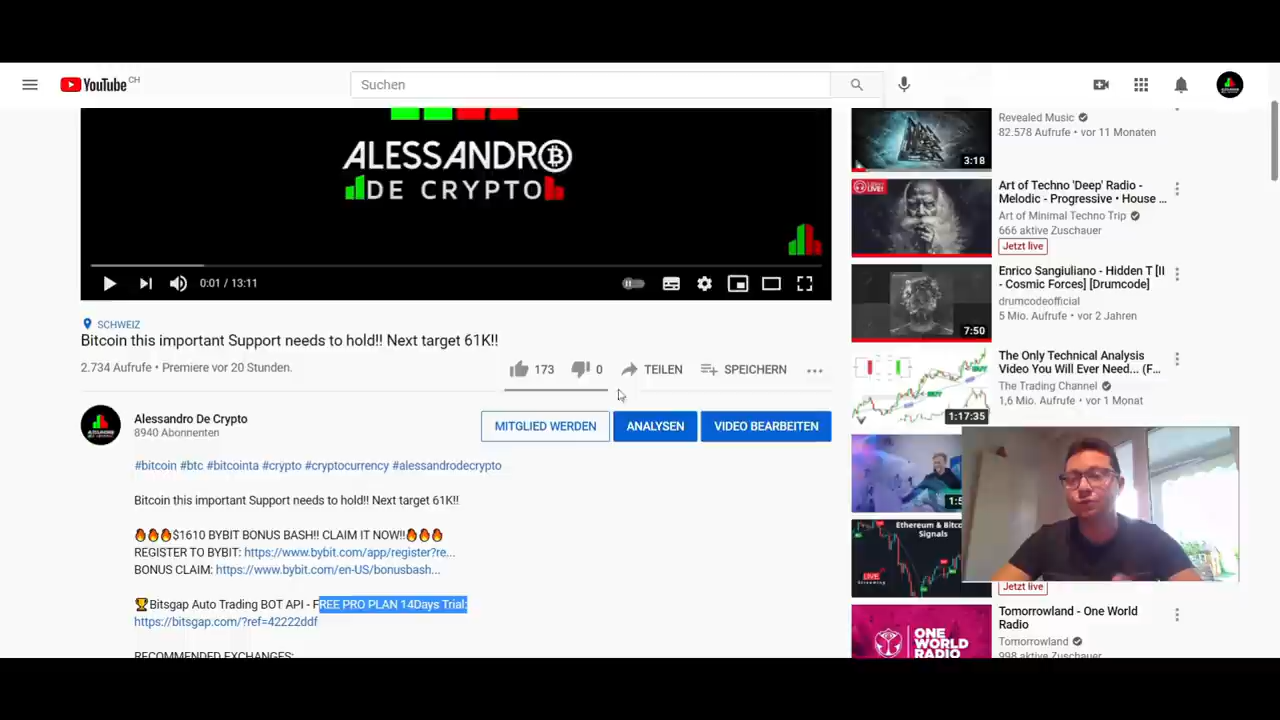 YouTube CH
Suchen
ALESSANDRO
DE CRYPTO
0:01 / 13:11
SCHWEIZ
Bitcoin this important Support needs to hold!! Next target 61K!!
2.734 Aufrufe • Premiere vor 20 Stunden.
173
0
TEILEN
SPEICHERN
Alessandro De Crypto
8940 Abonnenten
MITGLIED WERDEN
ANALYSEN
VIDEO BEARBEITEN
#bitcoin #btc #bitcointa #crypto #cryptocurrency #alessandrodecrypto
Bitcoin this important Support needs to hold!! Next target 61K!!
🔥🔥🔥$1610 BYBIT BONUS BASH!! CLAIM IT NOW!!🔥🔥🔥
REGISTER TO BYBIT: https://www.bybit.com/app/register?re...
BONUS CLAIM: https://www.bybit.com/en-US/bonusbash...
🏆Bitsgap Auto Trading BOT API - FREE PRO PLAN 14Days Trial:
https://bitsgap.com/?ref=42222ddf
RECOMMENDED EXCHANGES:
Revealed Music
82.578 Aufrufe • vor 11 Monaten
3:18
LIVE!
Art of Techno 'Deep' Radio -
Melodic - Progressive • House ...
Art of Minimal Techno Trip
666 aktive Zuschauer
Jetzt live
Enrico Sangiuliano - Hidden T [II
- Cosmic Forces] [Drumcode]
drumcodeofficial
5 Mio. Aufrufe • vor 2 Jahren
7:50
The Only Technical Analysis
Video You Will Ever Need... (F...
The Trading Channel
1,6 Mio. Aufrufe • vor 1 Monat
BUY
1:17:35
Ethereum & Bitco
Signals
Jetzt live
Tomorrowland - One World
Radio
Tomorrowland
998 aktive Zuschauer
ONE
WORLD
RADIO